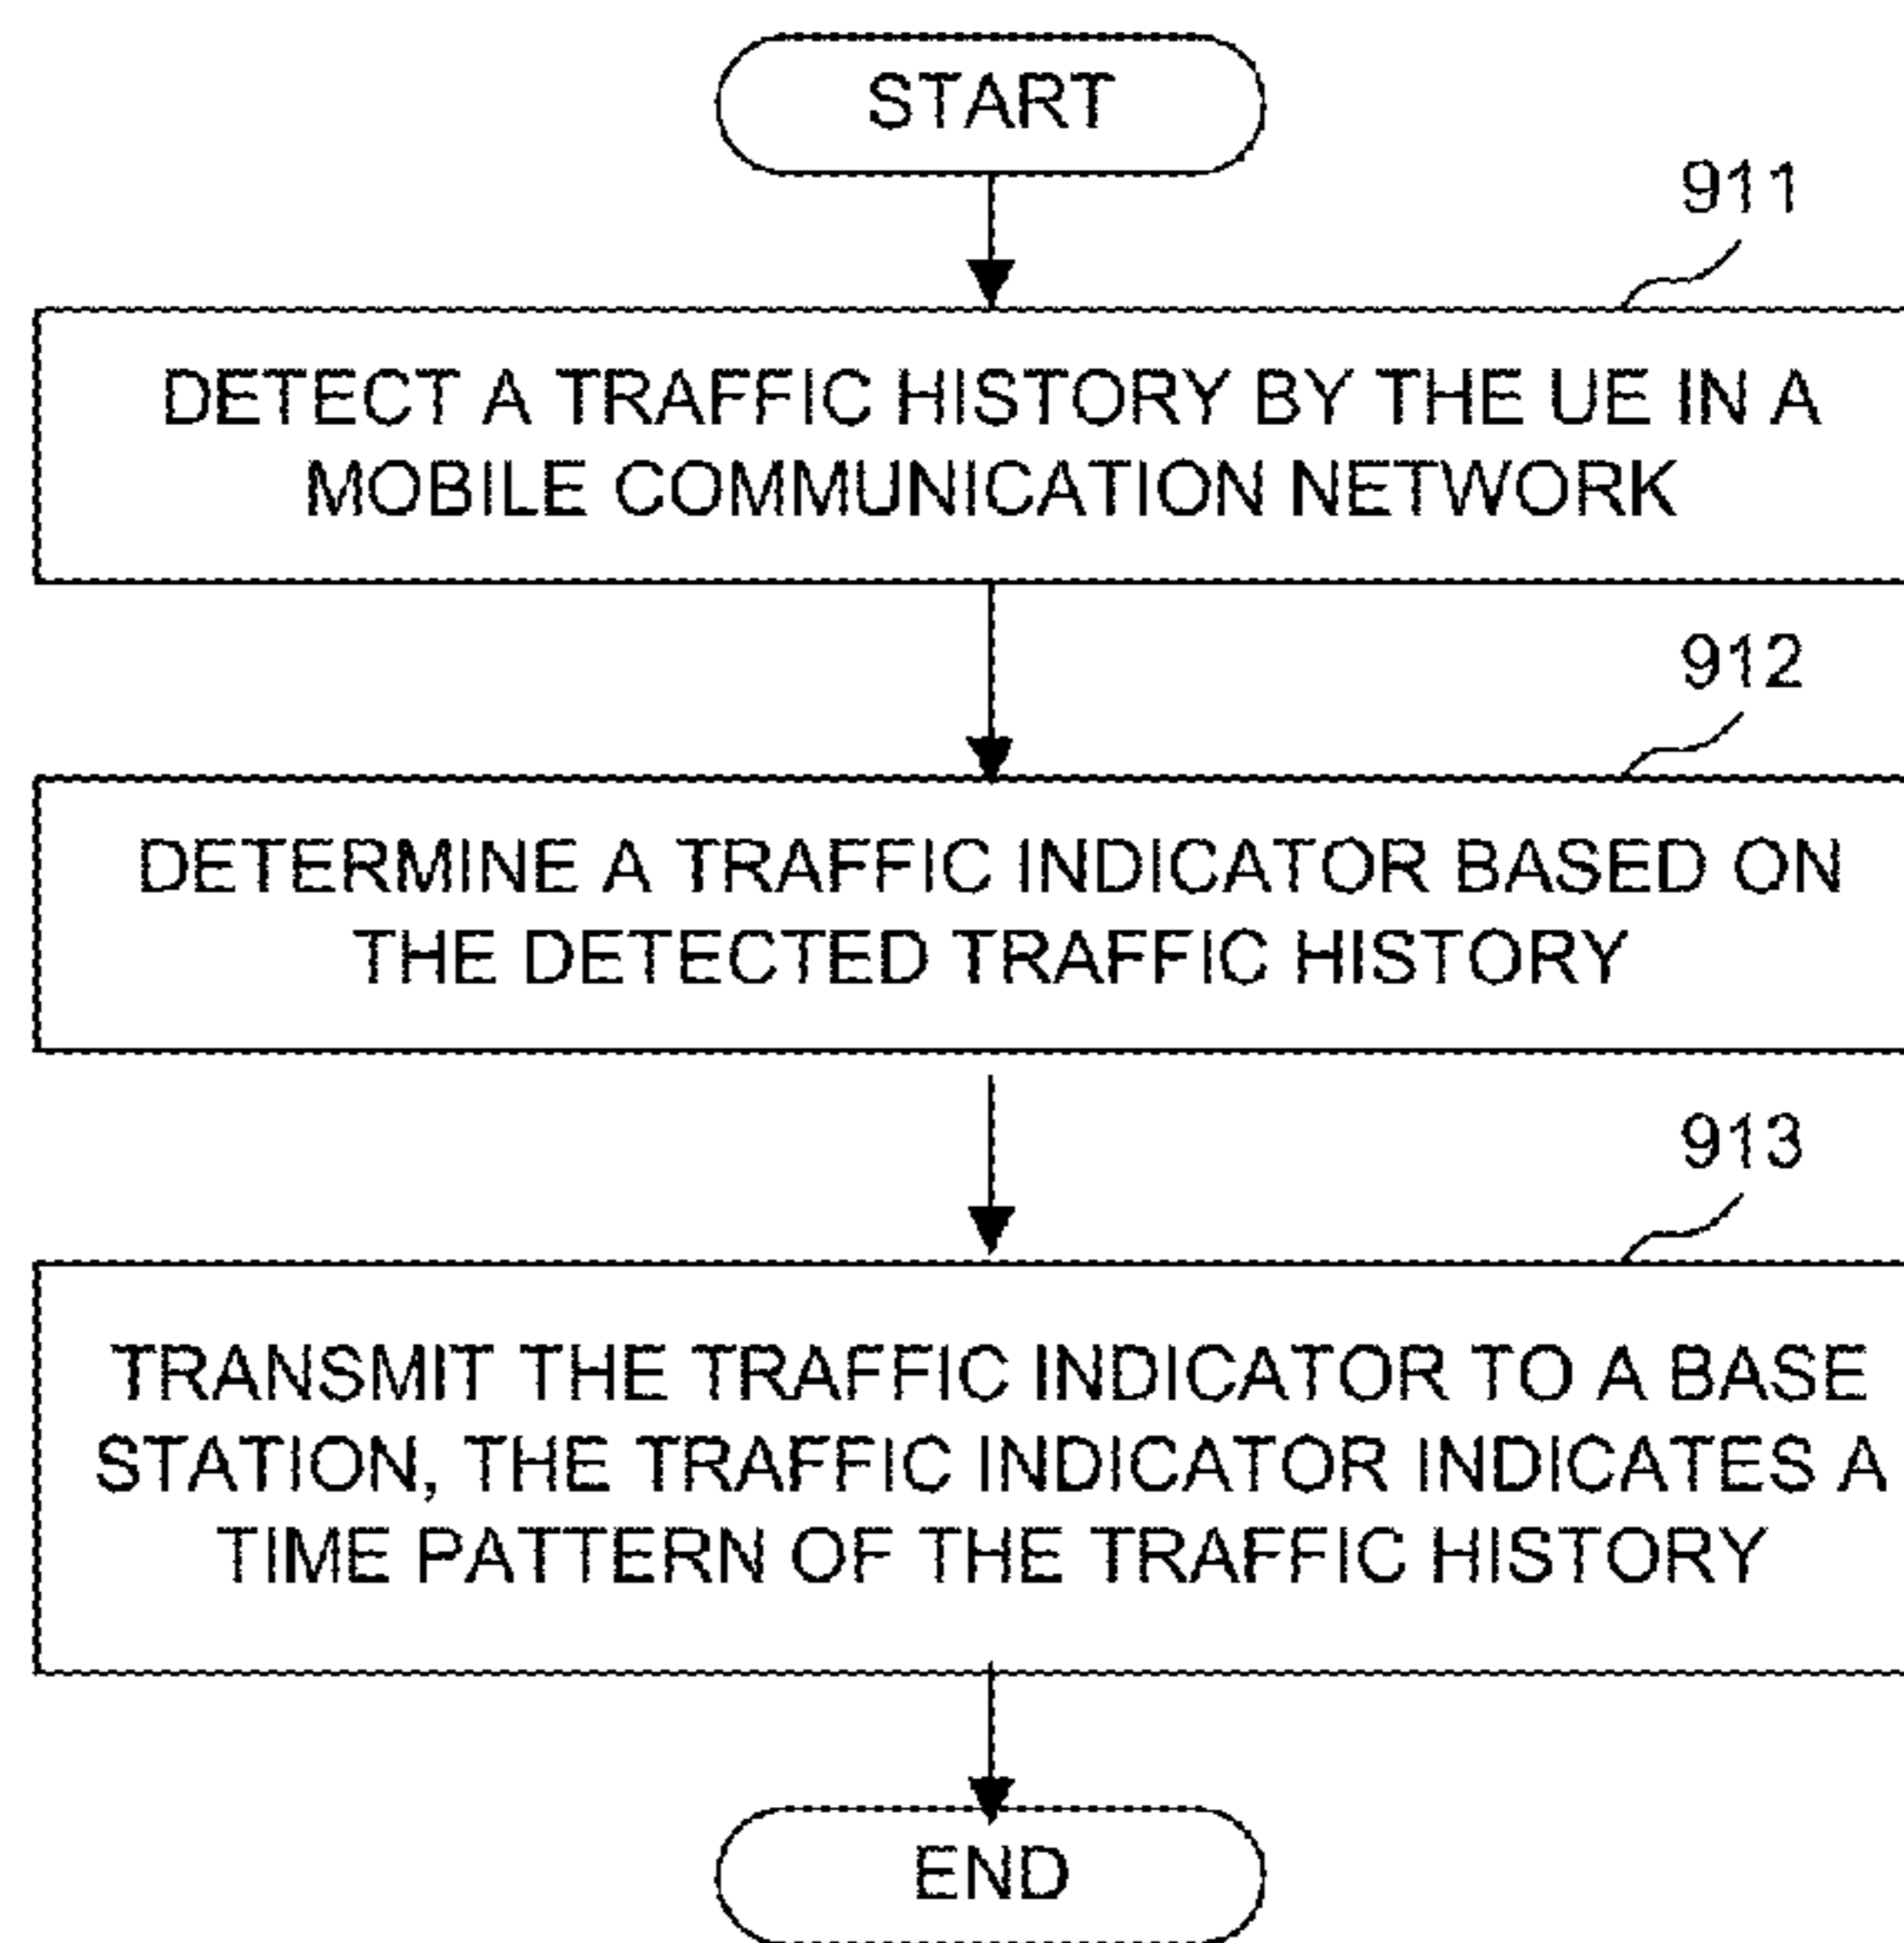 START
911
DETECT A TRAFFIC HISTORY BY THE UE IN A
MOBILE COMMUNICATION NETWORK
912
DETERMINE A TRAFFIC INDICATOR BASED ON
THE DETECTED TRAFFIC HISTORY
913
TRANSMIT THE TRAFFIC INDICATOR TO A BASE
STATION, THE TRAFFIC INDICATOR INDICATES A
TIME PATTERN OF THE TRAFFIC HISTORY
END